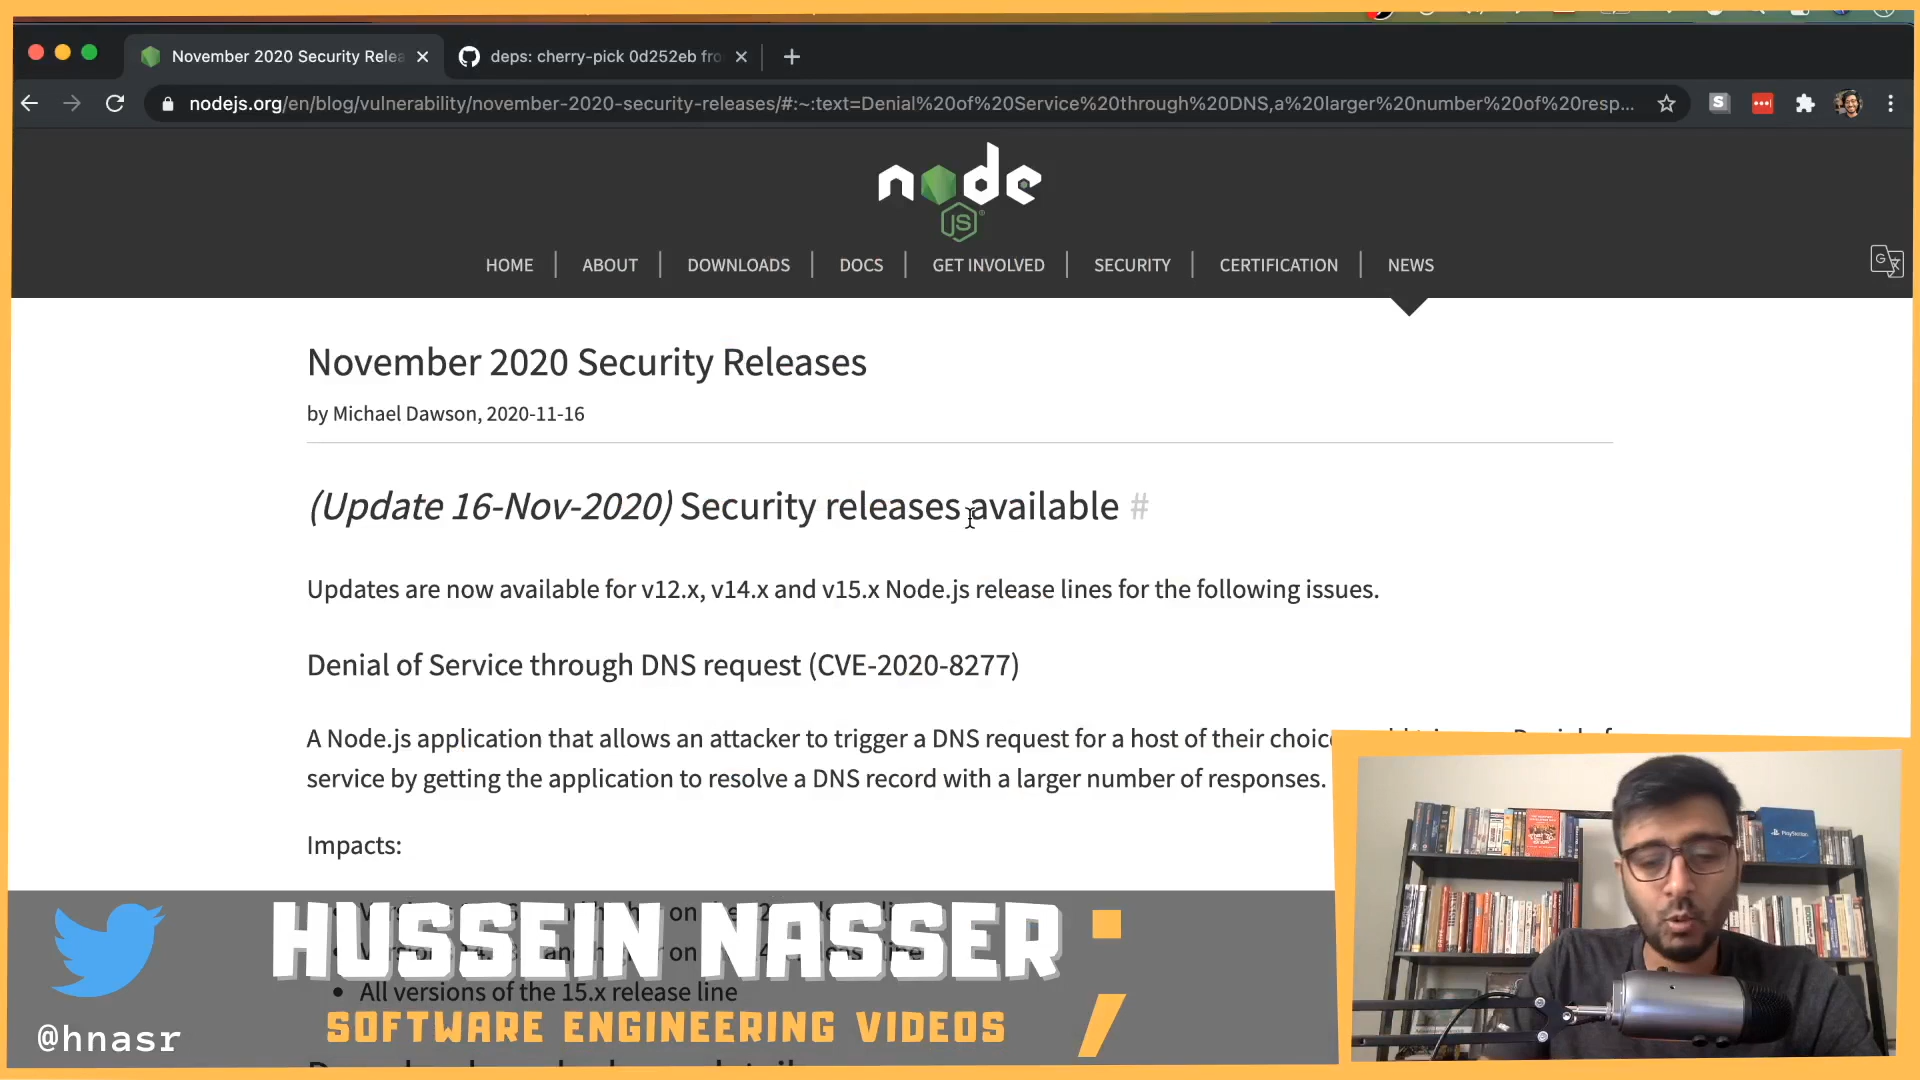 November 2020 Security Relea
deps: cherry-pick 0d252eb fro
nodejs.org/en/blog/vulnerability/november-2020-security-releases/#:~:text=Denial%20of%20Service%20through%20DNS,a%20larger%20number%20of%20resp...
node
JS
HOME ABOUT DOWNLOADS DOCS GET INVOLVED SECURITY CERTIFICATION NEWS
November 2020 Security Releases
by Michael Dawson, 2020-11-16
(Update 16-Nov-2020) Security releases available #
Updates are now available for v12.x, v14.x and v15.x Node.js release lines for the following issues.
Denial of Service through DNS request (CVE-2020-8277)
A Node.js application that allows an attacker to trigger a DNS request for a host of their choice
service by getting the application to resolve a DNS record with a larger number of responses.
Impacts:
All versions of the 15.x release line
HUSSEIN NASSER ;
SOFTWARE ENGINEERING VIDEOS
@hnasr
PlayStation